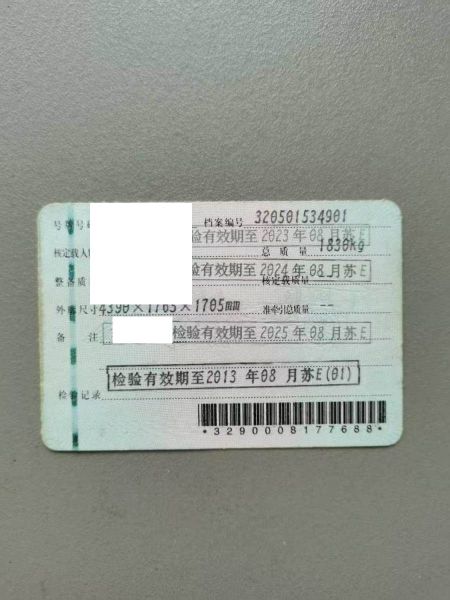 号牌号码 档案编号 320501534901
检验有效期至2023年08月苏E
核定载人数 总质量 1830kg
检验有效期至2024年08月苏E
整备质 核定载质量
外廓尺寸 4390×1765×1705mm 准牵引总质量 --
备注 检验有效期至2025年08月苏E
检验有效期至2013年08月苏E(01)
检验记录
*3290008177688*